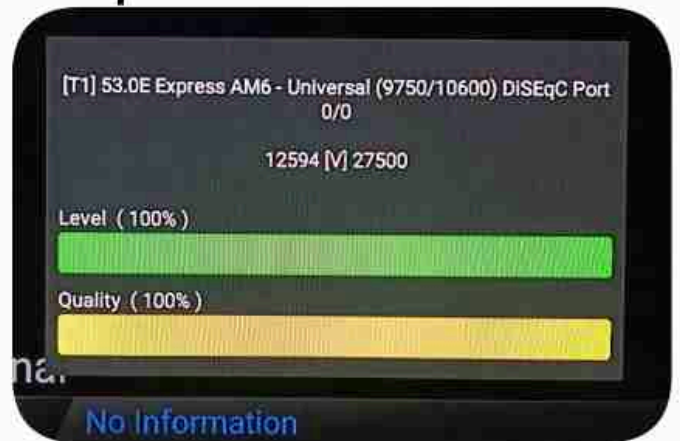 [T1] 53.0E Express AM6 - Universal (9750/10600) DiSEqC Port
0/0
12594 [V] 27500
Level ( 100% )
Quality ( 100% )
No Information